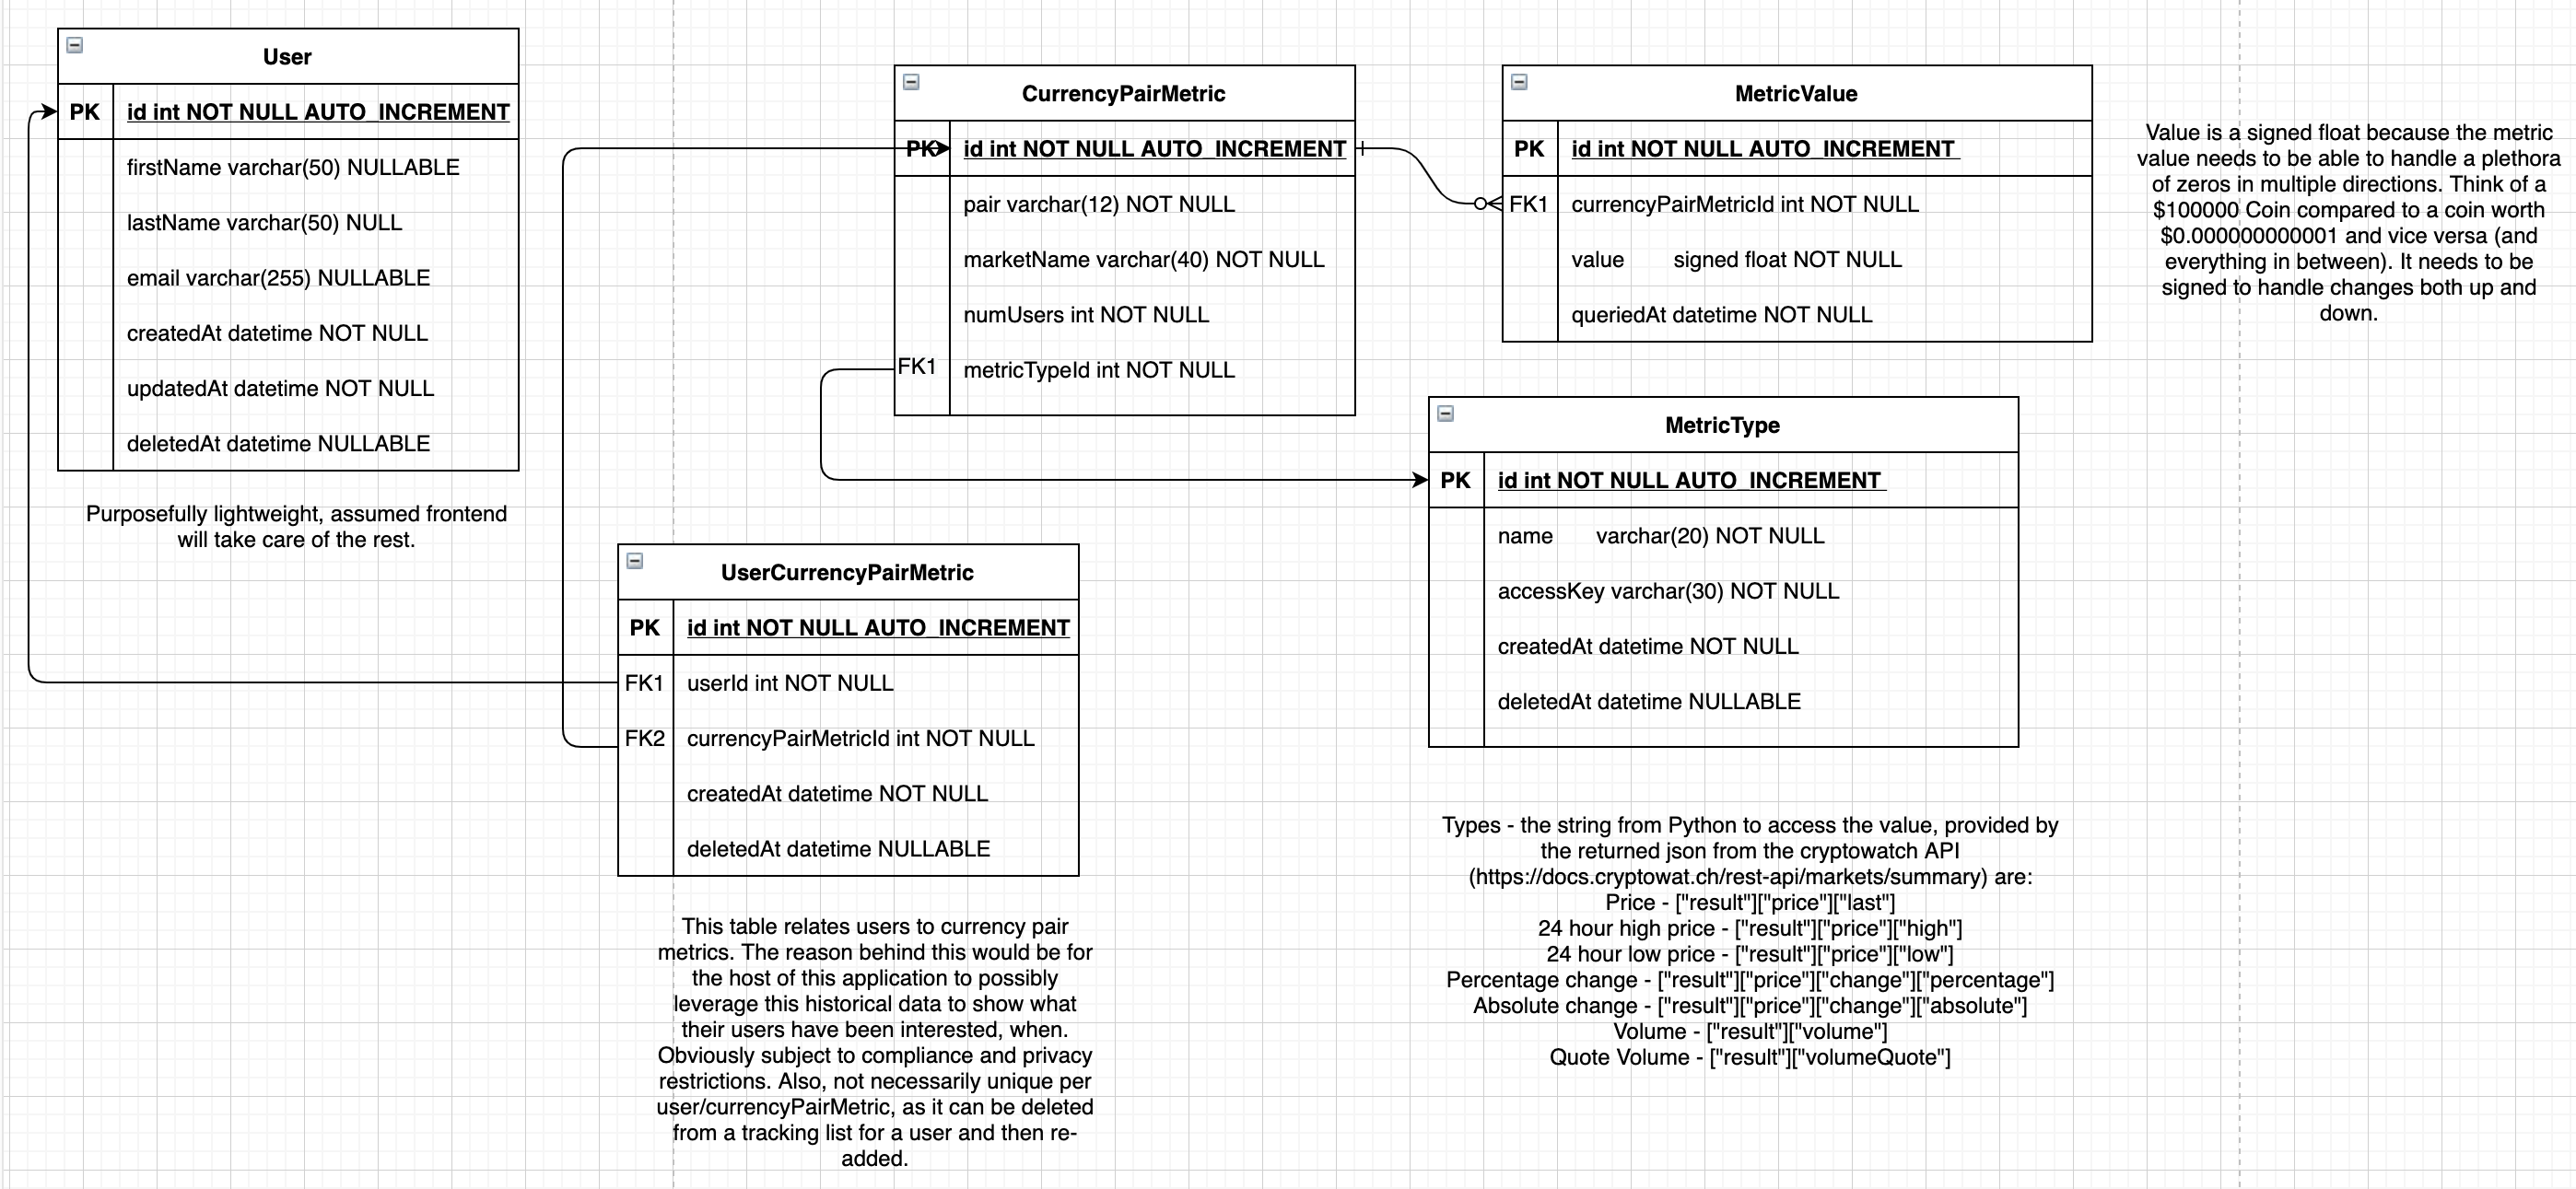 User
PK id int NOT NULL AUTO_INCREMENT
firstName varchar(50) NULLABLE
lastName varchar(50) NULL
email varchar(255) NULLABLE
createdAt datetime NOT NULL
updatedAt datetime NOT NULL
deletedAt datetime NULLABLE
Purposefully lightweight, assumed frontend
will take care of the rest.
CurrencyPairMetric
PK id int NOT NULL AUTO_INCREMENT
pair varchar(12) NOT NULL
marketName varchar(40) NOT NULL
numUsers int NOT NULL
FK1 metricTypeId int NOT NULL
MetricValue
PK id int NOT NULL AUTO_INCREMENT
FK1 currencyPairMetricId int NOT NULL
value signed float NOT NULL
queriedAt datetime NOT NULL
Value is a signed float because the metric
value needs to be able to handle a plethora
of zeros in multiple directions. Think of a
$100000 Coin compared to a coin worth
$0.000000000001 and vice versa (and
everything in between). It needs to be
signed to handle changes both up and
down.
MetricType
PK id int NOT NULL AUTO_INCREMENT
name varchar(20) NOT NULL
accessKey varchar(30) NOT NULL
createdAt datetime NOT NULL
deletedAt datetime NULLABLE
Types - the string from Python to access the value, provided by
the returned json from the cryptowatch API
(https://docs.cryptowat.ch/rest-api/markets/summary) are:
Price - ["result"]["price"]["last"]
24 hour high price - ["result"]["price"]["high"]
24 hour low price - ["result"]["price"]["low"]
Percentage change - ["result"]["price"]["change"]["percentage"]
Absolute change - ["result"]["price"]["change"]["absolute"]
Volume - ["result"]["volume"]
Quote Volume - ["result"]["volumeQuote"]
UserCurrencyPairMetric
PK id int NOT NULL AUTO_INCREMENT
FK1 userId int NOT NULL
FK2 currencyPairMetricId int NOT NULL
createdAt datetime NOT NULL
deletedAt datetime NULLABLE
This table relates users to currency pair
metrics. The reason behind this would be for
the host of this application to possibly
leverage this historical data to show what
their users have been interested, when.
Obviously subject to compliance and privacy
restrictions. Also, not necessarily unique per
user/currencyPairMetric, as it can be deleted
from a tracking list for a user and then re-
added.